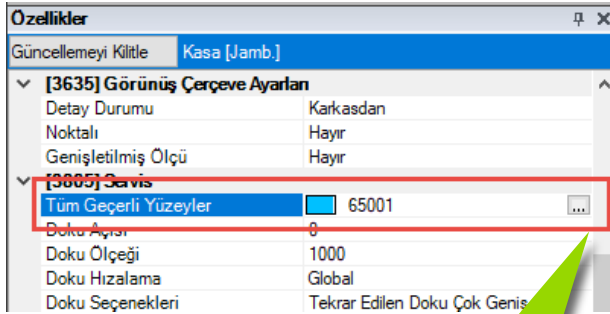 Özellikler
Güncellemeyi Kilitle Kasa [Jamb.]
[3635] Görünüş Çerçeve Ayarları
Detay Durumu Karkasdan
Noktalı Hayır
Genişletilmiş Ölçü Hayır
[3805] Servis
Tüm Geçerli Yüzeyler 65001 ...
Doku Açısı 0
Doku Ölçeği 1000
Doku Hizalama Global
Doku Seçenekleri Tekrar Edilen Doku Çok Geniş